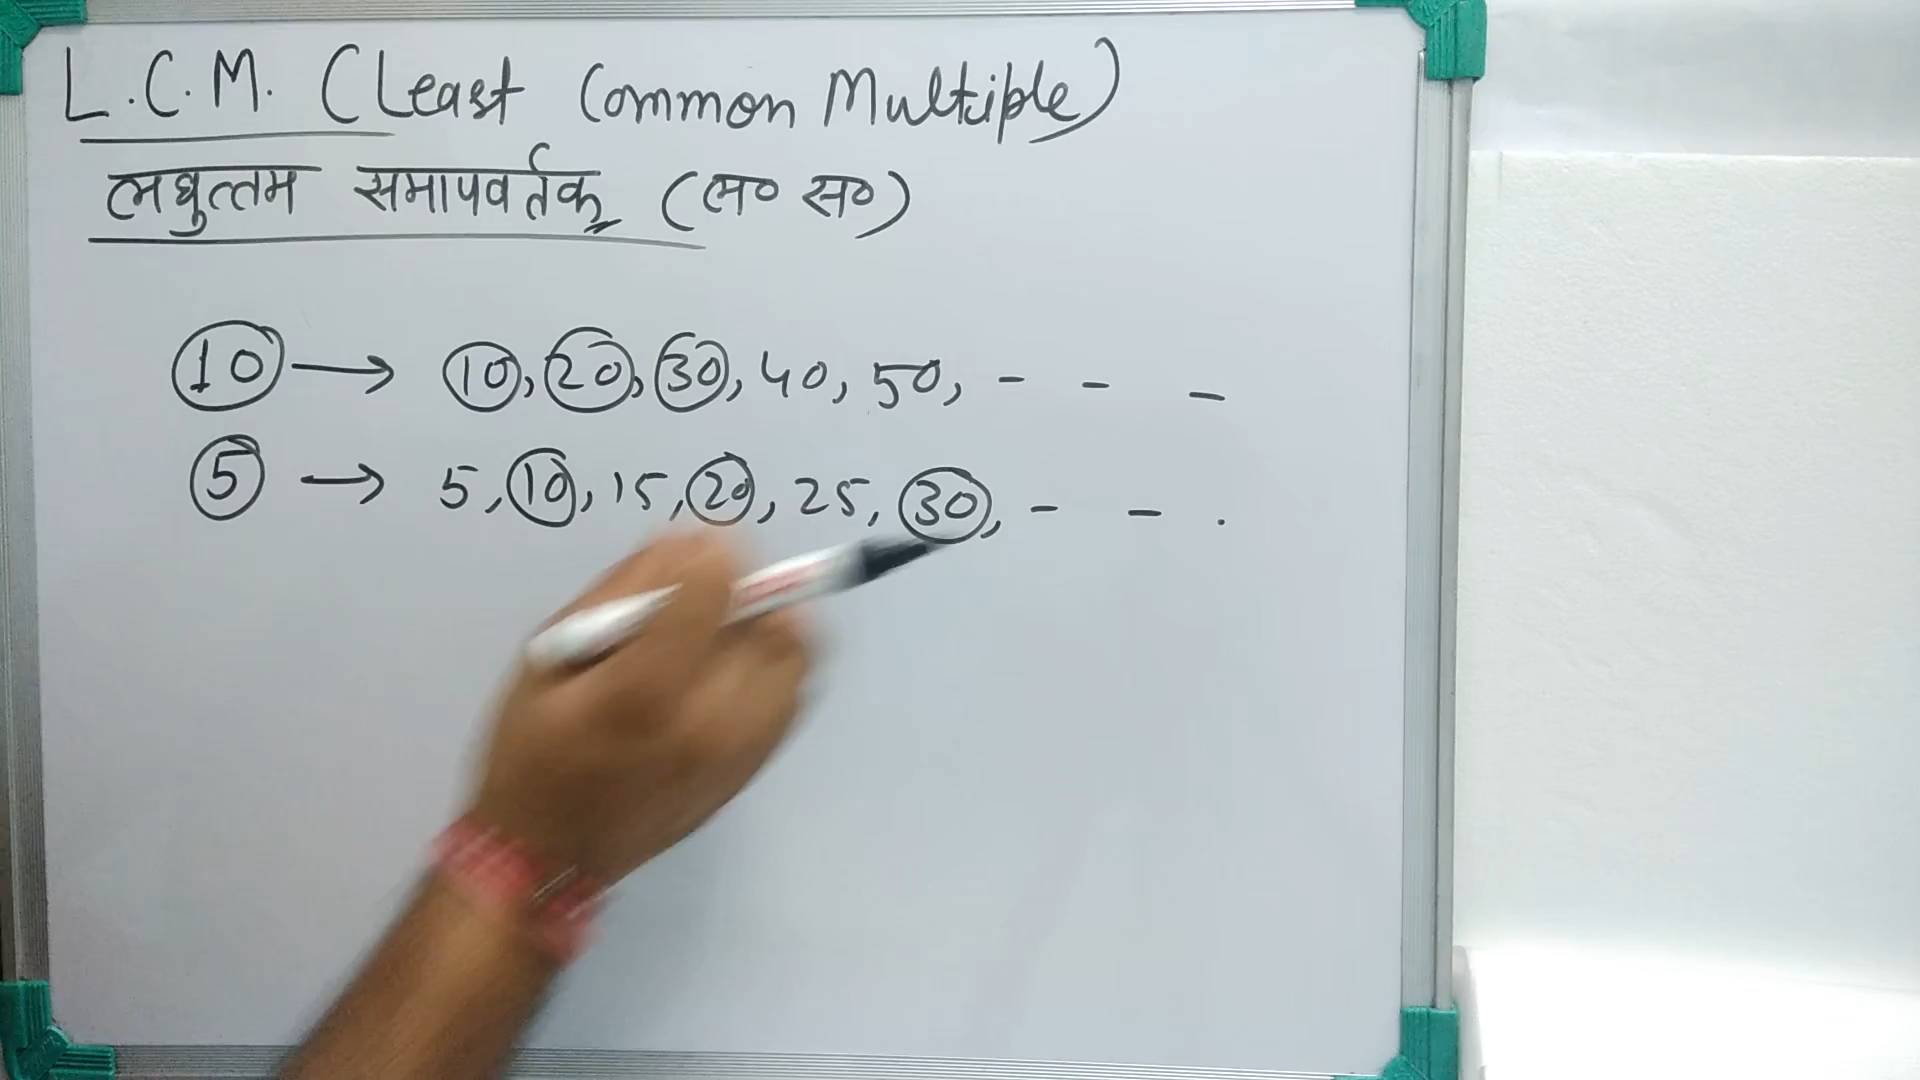 L.C.M. (Least Common Multiple)
लघुत्तम समापवर्तक (ल० स०)
10 → 10, 20, 30, 40, 50, - - -
5 → 5, 10, 15, 20, 25, 30, - - .